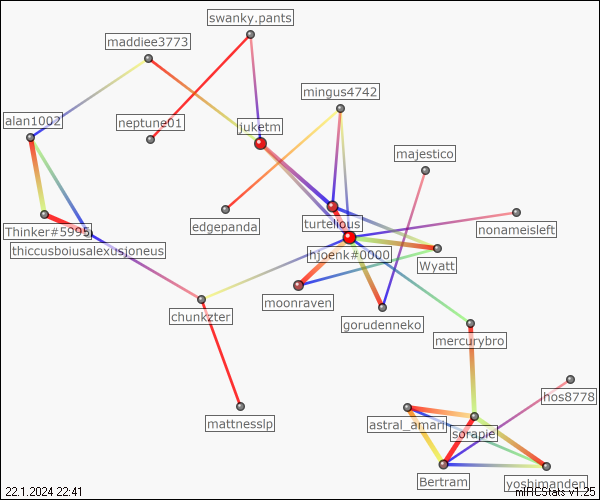 swanky.pants
maddiee3773
mingus4742
alan1002
neptune01
juketm
majestico
edgepanda
turtelious
nonameisleft
Thinker#5995
thiccusboiusalexusjoneus
hjoenk#0000
Wyatt
moonraven
chunkzter
gorudenneko
mercurybro
hos8778
mattnesslp
astral_amari
sorapie
Bertram
yoshimanden
22.1.2024 22:41
mIRCStats v1.25